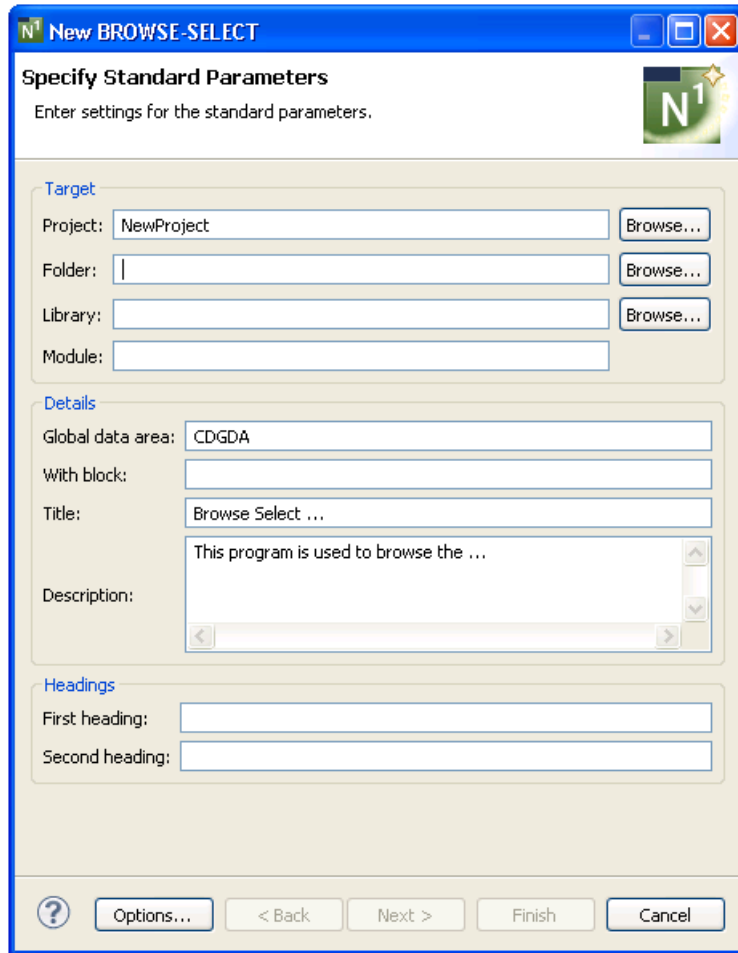 N1 New BROWSE-SELECT
Specify Standard Parameters
Enter settings for the standard parameters.
N1
Target
Project: NewProject Browse...
Folder: Browse...
Library: Browse...
Module:
Details
Global data area: CDGDA
With block:
Title: Browse Select ...
Description: This program is used to browse the ...
Headings
First heading:
Second heading:
? Options... < Back Next > Finish Cancel